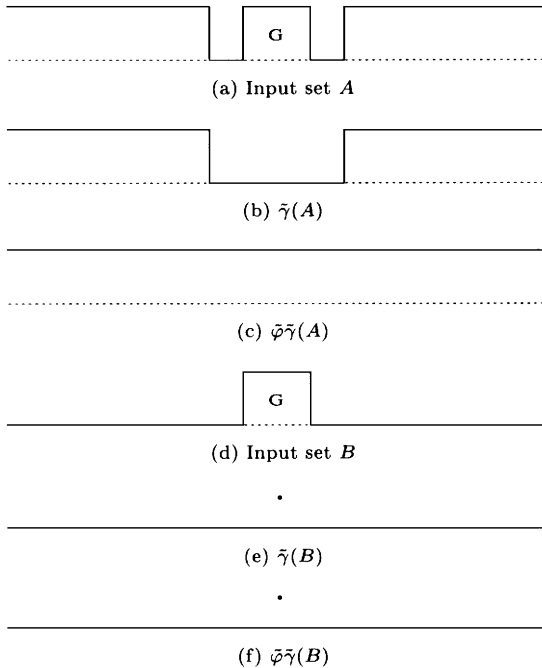 G
(a) Input set A
(b) γ̃(A)
(c) φ̃γ̃(A)
G
(d) Input set B
(e) γ̃(B)
(f) φ̃γ̃(B)